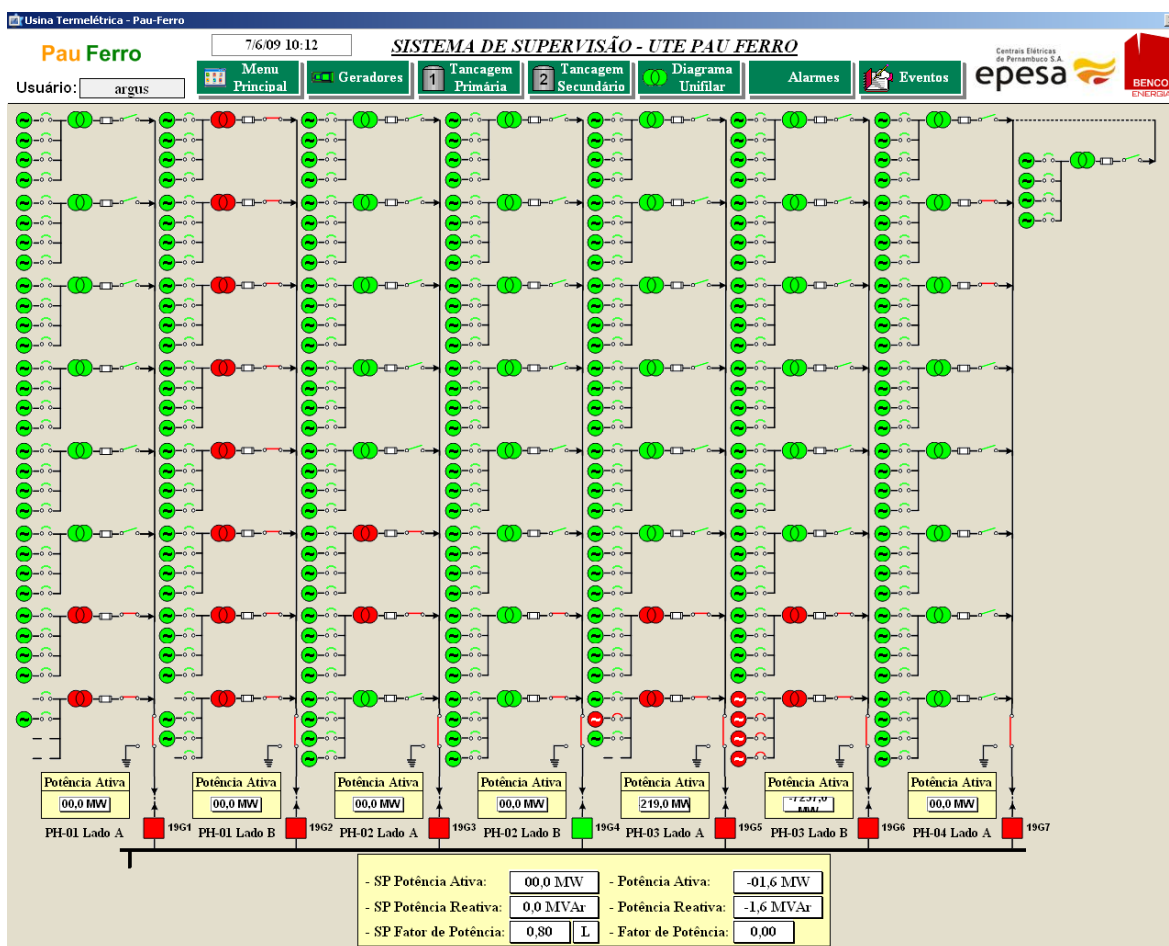 Usina Termelétrica - Pau-Ferro
Pau Ferro
7/6/09 10:12
SISTEMA DE SUPERVISÃO - UTE PAU FERRO
Centrais Elétricas
de Pernambuco S.A.
epesa
BENCO
ENERGIA
Usuário:
argus
Menu
Principal
Geradores
1
Tancagem
Primária
2
Tancagem
Secundário
Diagrama
Unifilar
Alarmes
Eventos
Potência Ativa
00,0 MW
PH-01 Lado A
19G1
Potência Ativa
00,0 MW
PH-01 Lado B
19G2
Potência Ativa
00,0 MW
PH-02 Lado A
19G3
Potência Ativa
00,0 MW
PH-02 Lado B
19G4
Potência Ativa
219,0 MW
PH-03 Lado A
19G5
Potência Ativa
PH-03 Lado B
19G6
Potência Ativa
00,0 MW
PH-04 Lado A
19G7
- SP Potência Ativa: 00,0 MW - Potência Ativa: -01,6 MW
- SP Potência Reativa: 0,0 MVAr - Potência Reativa: -1,6 MVAr
- SP Fator de Potência: 0,80 L - Fator de Potência: 0,00